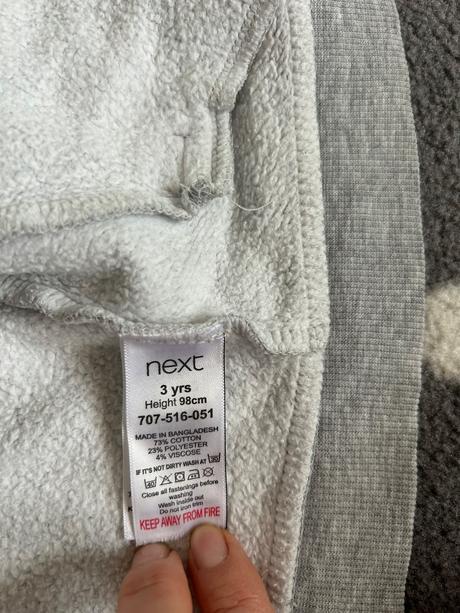 next
3 yrs
Height 98cm
707-516-051
MADE IN BANGLADESH
73% COTTON
23% POLYESTER
4% VISCOSE
IF IT'S NOT DIRTY WASH AT 30
40
Close all fastenings before
washing
Wash inside out
Do not iron trim
KEEP AWAY FROM FIRE